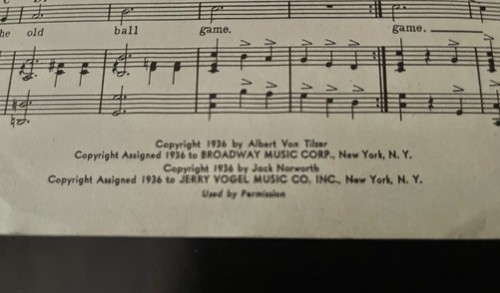 he old ball game. game.
Copyright 1936 by Albert Von Tilzer
Copyright Assigned 1936 to BROADWAY MUSIC CORP., New York, N. Y.
Copyright 1936 by Jack Norworth
Copyright Assigned 1936 to JERRY VOGEL MUSIC CO. INC., New York, N. Y.
Used by Permission